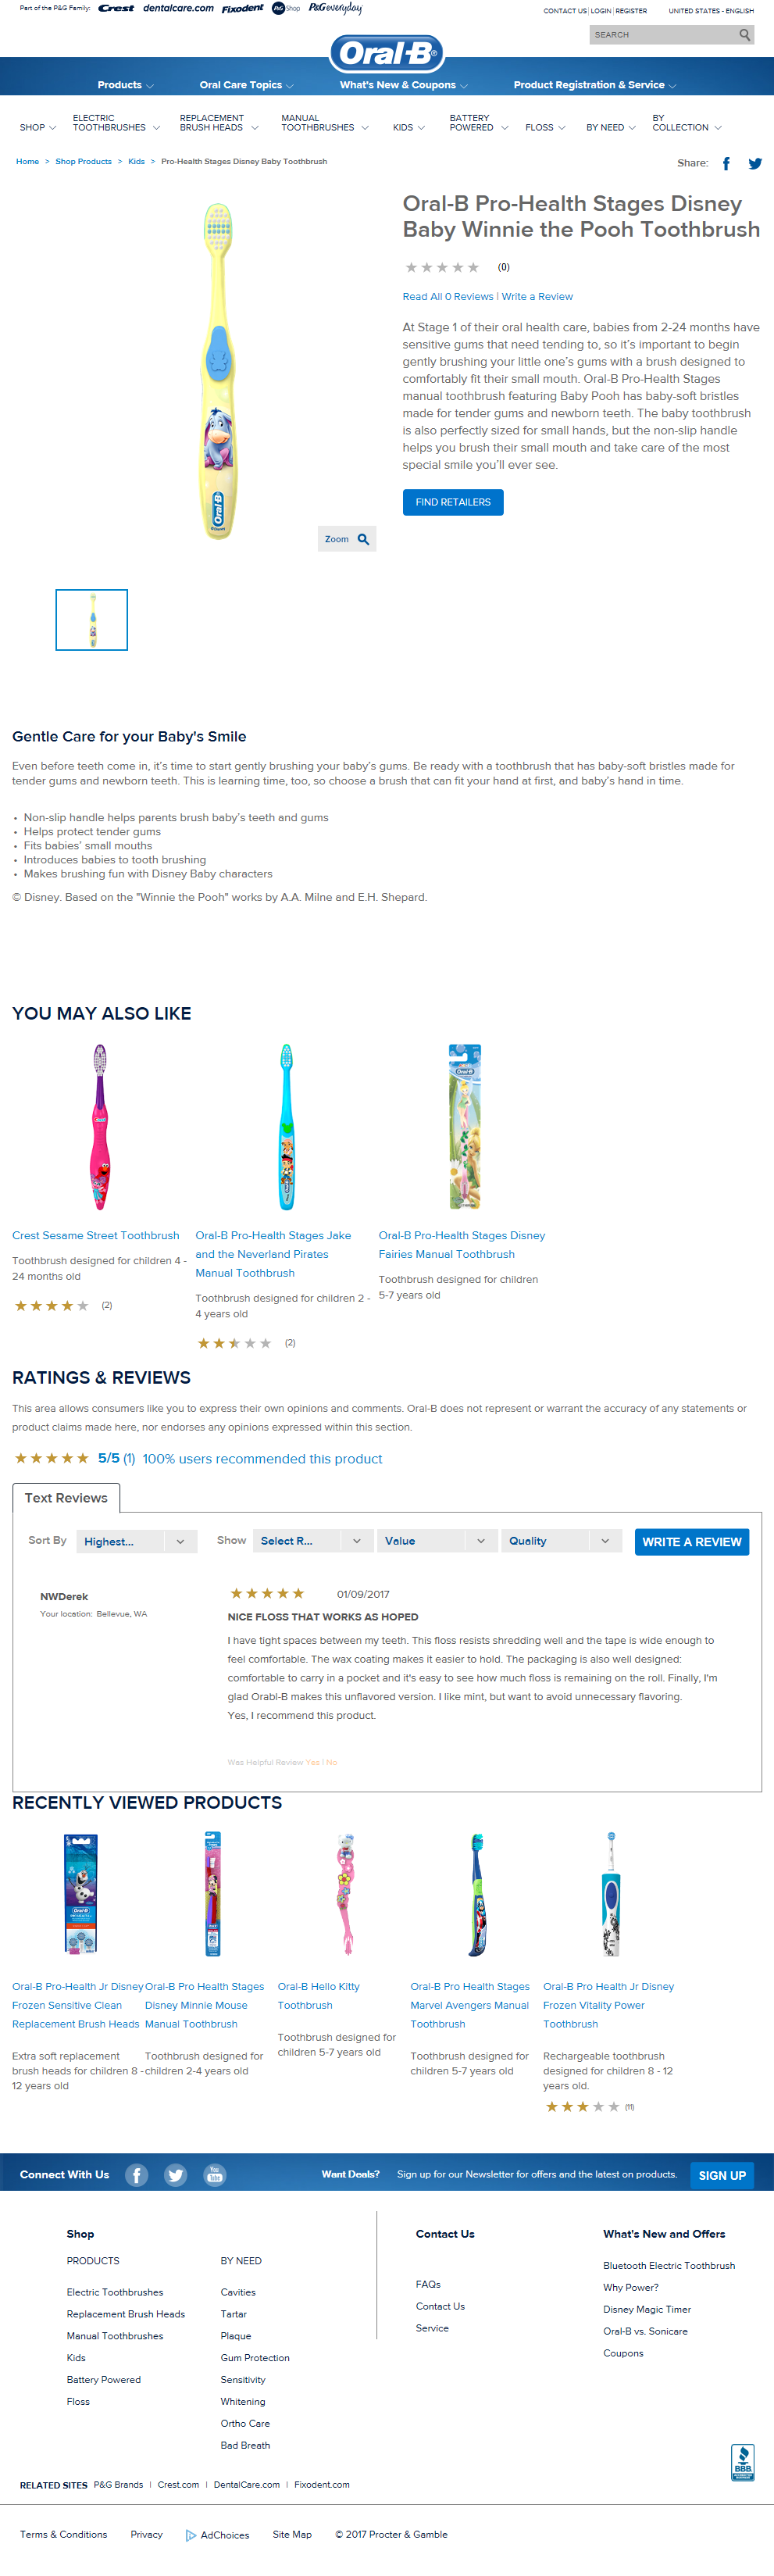 Part of the P&G Family: Crest dentalcare.com Fixodent P&G Shop P&G everyday
CONTACT US | LOGIN | REGISTER UNITED STATES - ENGLISH
SEARCH
Oral-B
Products Oral Care Topics What's New & Coupons Product Registration & Service
SHOP ELECTRIC TOOTHBRUSHES REPLACEMENT BRUSH HEADS MANUAL TOOTHBRUSHES KIDS BATTERY POWERED FLOSS BY NEED BY COLLECTION
Home > Shop Products > Kids > Pro-Health Stages Disney Baby Toothbrush
Share:
Oral-B Pro-Health Stages Disney
Baby Winnie the Pooh Toothbrush
(0)
Read All 0 Reviews | Write a Review
At Stage 1 of their oral health care, babies from 2-24 months have
sensitive gums that need tending to, so it's important to begin
gently brushing your little one's gums with a brush designed to
comfortably fit their small mouth. Oral-B Pro-Health Stages
manual toothbrush featuring Baby Pooh has baby-soft bristles
made for tender gums and newborn teeth. The baby toothbrush
is also perfectly sized for small hands, but the non-slip handle
helps you brush their small mouth and take care of the most
special smile you'll ever see.
FIND RETAILERS
Oral-B
Zoom
Gentle Care for your Baby's Smile
Even before teeth come in, it's time to start gently brushing your baby's gums. Be ready with a toothbrush that has baby-soft bristles made for
tender gums and newborn teeth. This is learning time, too, so choose a brush that can fit your hand at first, and baby's hand in time.
• Non-slip handle helps parents brush baby's teeth and gums
• Helps protect tender gums
• Fits babies' small mouths
• Introduces babies to tooth brushing
• Makes brushing fun with Disney Baby characters
© Disney. Based on the "Winnie the Pooh" works by A.A. Milne and E.H. Shepard.
YOU MAY ALSO LIKE
Oral-B
Crest Sesame Street Toothbrush
Toothbrush designed for children 4 -
24 months old
(2)
Oral-B Pro-Health Stages Jake
and the Neverland Pirates
Manual Toothbrush
Toothbrush designed for children 2 -
4 years old
(2)
Oral-B Pro-Health Stages Disney
Fairies Manual Toothbrush
Toothbrush designed for children
5-7 years old
RATINGS & REVIEWS
This area allows consumers like you to express their own opinions and comments. Oral-B does not represent or warrant the accuracy of any statements or
product claims made here, nor endorses any opinions expressed within this section.
5/5 (1) 100% users recommended this product
Text Reviews
Sort By Highest... Show Select R... Value Quality WRITE A REVIEW
NWDerek
Your location: Bellevue, WA
01/09/2017
NICE FLOSS THAT WORKS AS HOPED
I have tight spaces between my teeth. This floss resists shredding well and the tape is wide enough to
feel comfortable. The wax coating makes it easier to hold. The packaging is also well designed:
comfortable to carry in a pocket and it's easy to see how much floss is remaining on the roll. Finally, I'm
glad Orabl-B makes this unflavored version. I like mint, but want to avoid unnecessary flavoring.
Yes, I recommend this product.
Was Helpful Review Yes | No
RECENTLY VIEWED PRODUCTS
Oral-B
Oral-B Pro-Health Jr Disney
Frozen Sensitive Clean
Replacement Brush Heads
Extra soft replacement
brush heads for children 8 -
12 years old
Oral-B Pro Health Stages
Disney Minnie Mouse
Manual Toothbrush
Toothbrush designed for
children 2-4 years old
Oral-B Hello Kitty
Toothbrush
Toothbrush designed for
children 5-7 years old
Oral-B Pro Health Stages
Marvel Avengers Manual
Toothbrush
Toothbrush designed for
children 5-7 years old
Oral-B Pro Health Jr Disney
Frozen Vitality Power
Toothbrush
Rechargeable toothbrush
designed for children 8 - 12
years old.
(11)
Connect With Us You Tube Want Deals? Sign up for our Newsletter for offers and the latest on products. SIGN UP
Shop
PRODUCTS
Electric Toothbrushes
Replacement Brush Heads
Manual Toothbrushes
Kids
Battery Powered
Floss
BY NEED
Cavities
Tartar
Plaque
Gum Protection
Sensitivity
Whitening
Ortho Care
Bad Breath
Contact Us
FAQs
Contact Us
Service
What's New and Offers
Bluetooth Electric Toothbrush
Why Power?
Disney Magic Timer
Oral-B vs. Sonicare
Coupons
BBB
RELATED SITES P&G Brands | Crest.com | DentalCare.com | Fixodent.com
Terms & Conditions Privacy AdChoices Site Map © 2017 Procter & Gamble